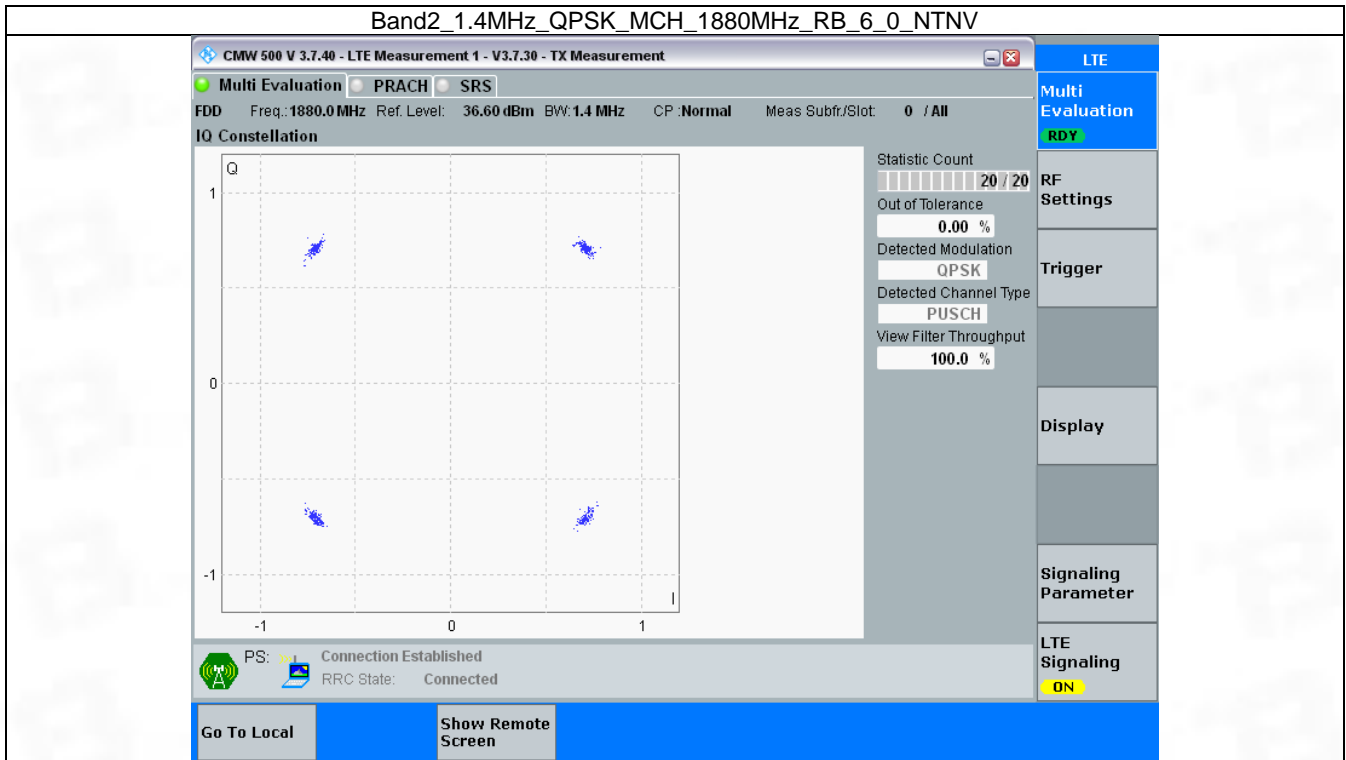 Band2_1.4MHz_QPSK_MCH_1880MHz_RB_6_0_NTNV
CMW 500 V 3.7.40 - LTE Measurement 1 - V3.7.30 - TX Measurement
LTE
Multi Evaluation PRACH SRS
FDD Freq.: 1880.0 MHz Ref. Level: 36.60 dBm BW: 1.4 MHz CP : Normal Meas Subfr./Slot: 0 / All
IQ Constellation
Q
1
0
-1
I
-1 0 1
Statistic Count
20 / 20
Out of Tolerance
0.00 %
Detected Modulation
QPSK
Detected Channel Type
PUSCH
View Filter Throughput
100.0 %
Multi
Evaluation
RDY
RF
Settings
Trigger
Display
Signaling
Parameter
LTE
Signaling
ON
PS: Connection Established
RRC State: Connected
Go To Local
Show Remote
Screen